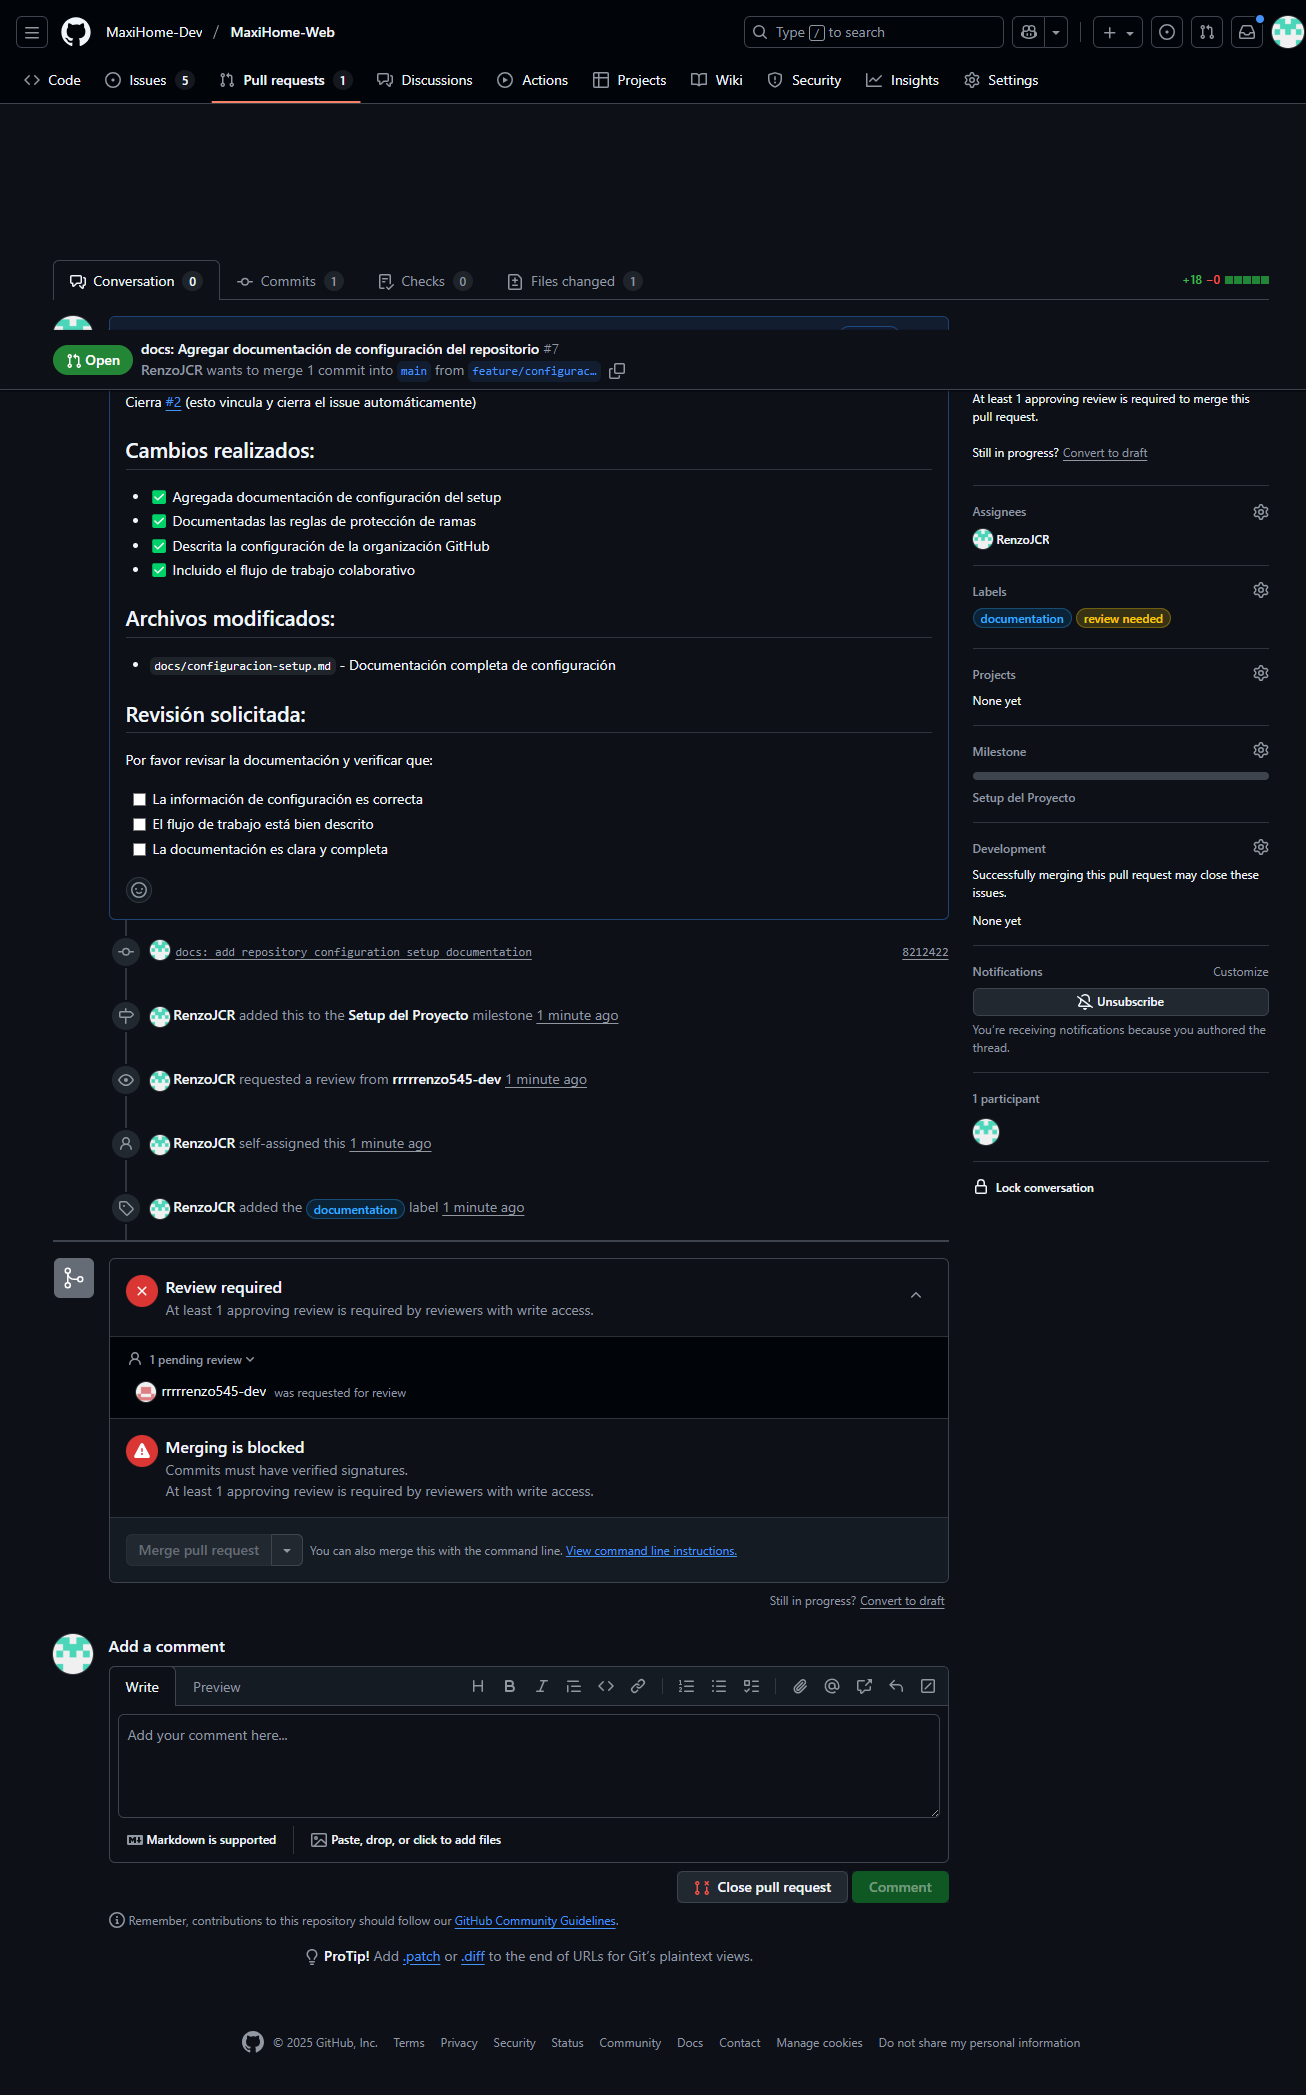 MaxiHome-Dev / MaxiHome-Web
Type / to search
Code
Issues 5
Pull requests 1
Discussions
Actions
Projects
Wiki
Security
Insights
Settings
Conversation 0
Commits 1
Checks 0
Files changed 1
+18 −0
Open
docs: Agregar documentación de configuración del repositorio #7
RenzoJCR wants to merge 1 commit into main from feature/configurac…
Cierra #2 (esto vincula y cierra el issue automáticamente)
Cambios realizados:
Agregada documentación de configuración del setup
Documentadas las reglas de protección de ramas
Descrita la configuración de la organización GitHub
Incluido el flujo de trabajo colaborativo
Archivos modificados:
docs/configuracion-setup.md - Documentación completa de configuración
Revisión solicitada:
Por favor revisar la documentación y verificar que:
La información de configuración es correcta
El flujo de trabajo está bien descrito
La documentación es clara y completa
docs: add repository configuration setup documentation 8212422
RenzoJCR added this to the Setup del Proyecto milestone 1 minute ago
RenzoJCR requested a review from rrrrrenzo545-dev 1 minute ago
RenzoJCR self-assigned this 1 minute ago
RenzoJCR added the documentation label 1 minute ago
Review required
At least 1 approving review is required by reviewers with write access.
1 pending review
rrrrrenzo545-dev was requested for review
Merging is blocked
Commits must have verified signatures.
At least 1 approving review is required by reviewers with write access.
Merge pull request
You can also merge this with the command line. View command line instructions.
Still in progress? Convert to draft
Add a comment
Write
Preview
Add your comment here...
Markdown is supported
Paste, drop, or click to add files
Close pull request
Comment
Remember, contributions to this repository should follow our GitHub Community Guidelines.
ProTip! Add .patch or .diff to the end of URLs for Git's plaintext views.
At least 1 approving review is required to merge this
pull request.
Still in progress? Convert to draft
Assignees
RenzoJCR
Labels
documentation review needed
Projects
None yet
Milestone
Setup del Proyecto
Development
Successfully merging this pull request may close these
issues.
None yet
Notifications Customize
Unsubscribe
You're receiving notifications because you authored the
thread.
1 participant
Lock conversation
© 2025 GitHub, Inc. Terms Privacy Security Status Community Docs Contact Manage cookies Do not share my personal information